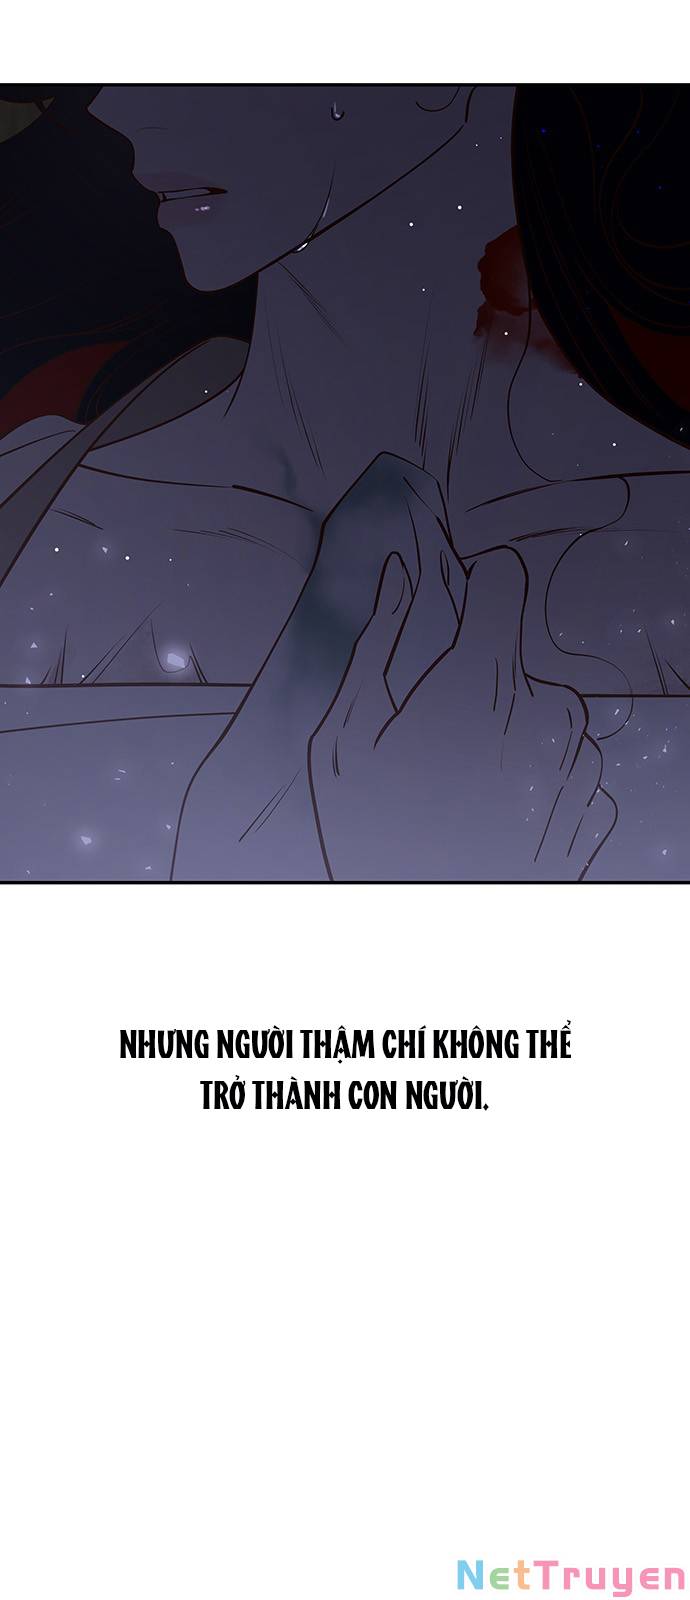 NHƯNG NGƯỜI THẬM CHÍ KHÔNG THỂ
TRỞ THÀNH CON NGƯỜI.
NetTruyen